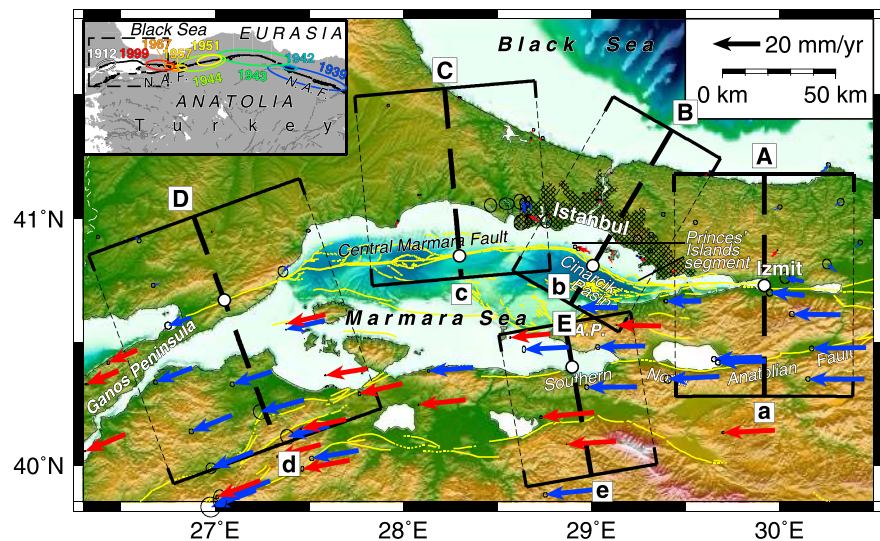 Black Sea
EURASIA
1912
1999
1967
1957
1951
1944
1943
1942
1939
N.A.F.
N.A.F.
ANATOLIA
Turkey
Black Sea
20 mm/yr
0 km
50 km
C
B
A
D
41°N
Istanbul
Central Marmara Fault
Princes'
Islands
segment
Izmit
Cinarcik
Basin
c
b
Marmara Sea
E
A.P.
Ganos Peninsula
Southern
North
Anatolian
Fault
a
40°N
d
e
27°E
28°E
29°E
30°E